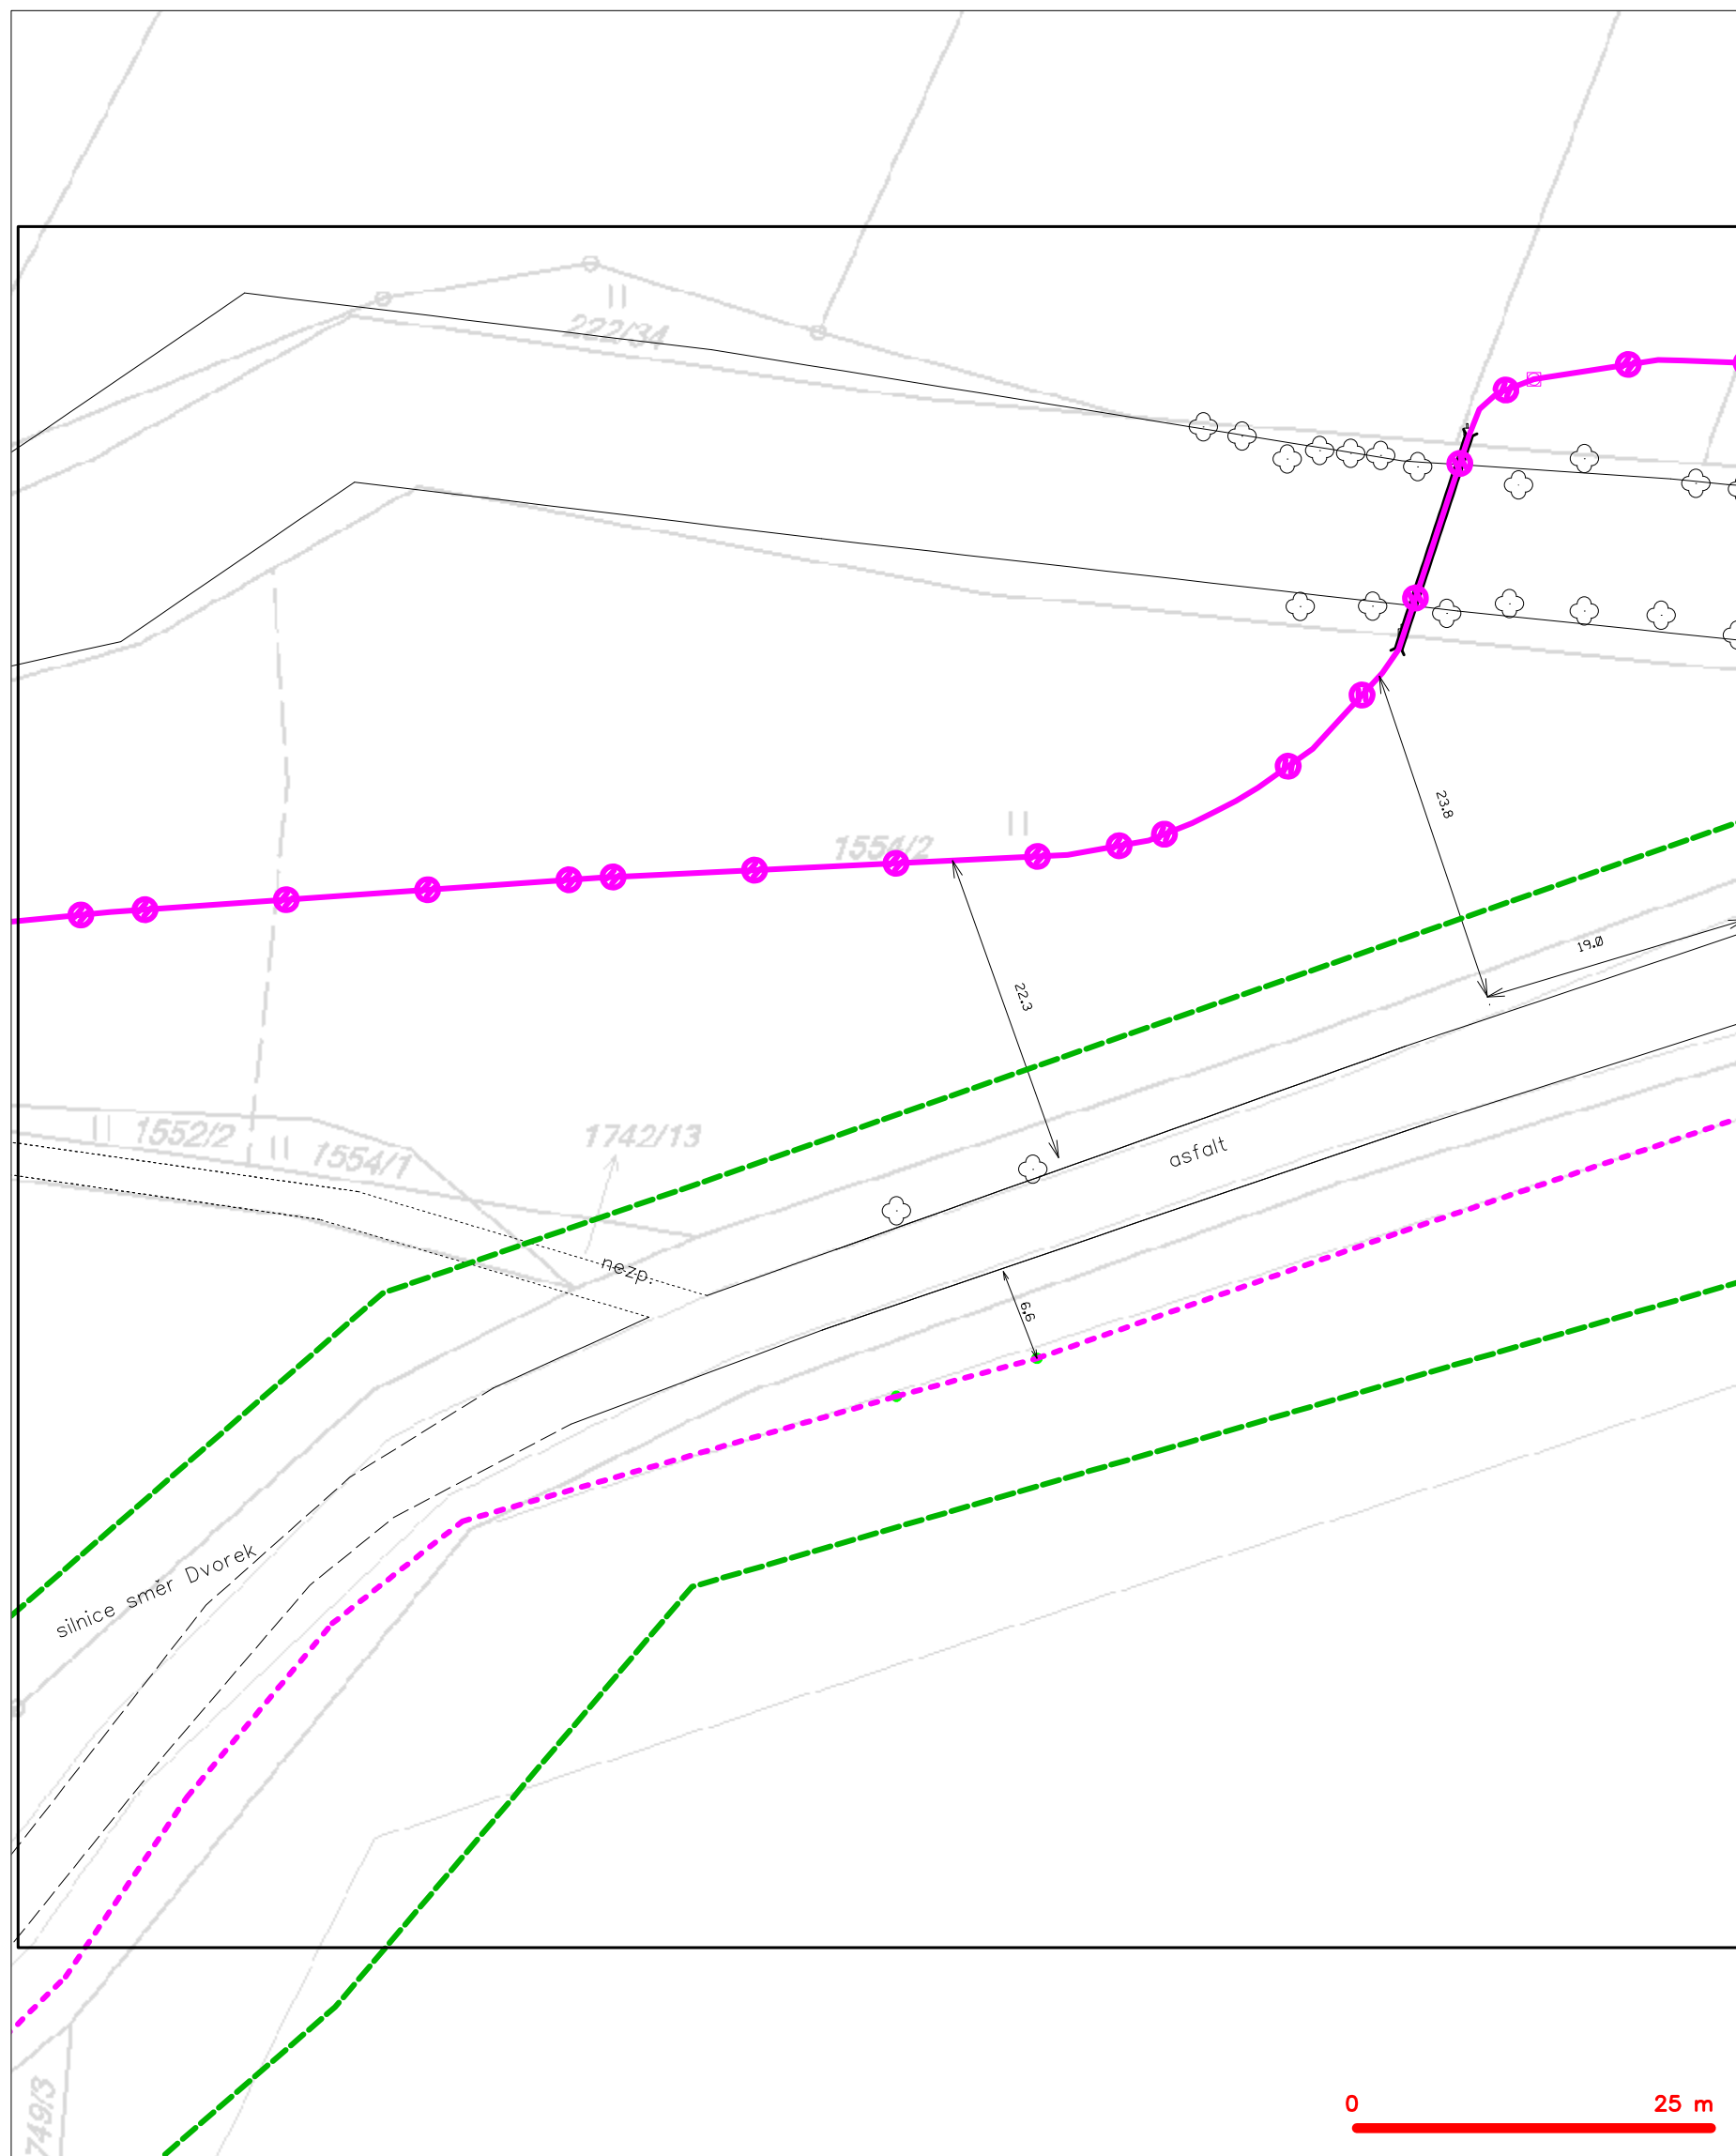 222/34
1554/2
23.8
19.0
22.3
1552/2
1554/1
1742/13
asfalt
nezp.
6.6
silnice směr Dvorek
749/3
0 25 m